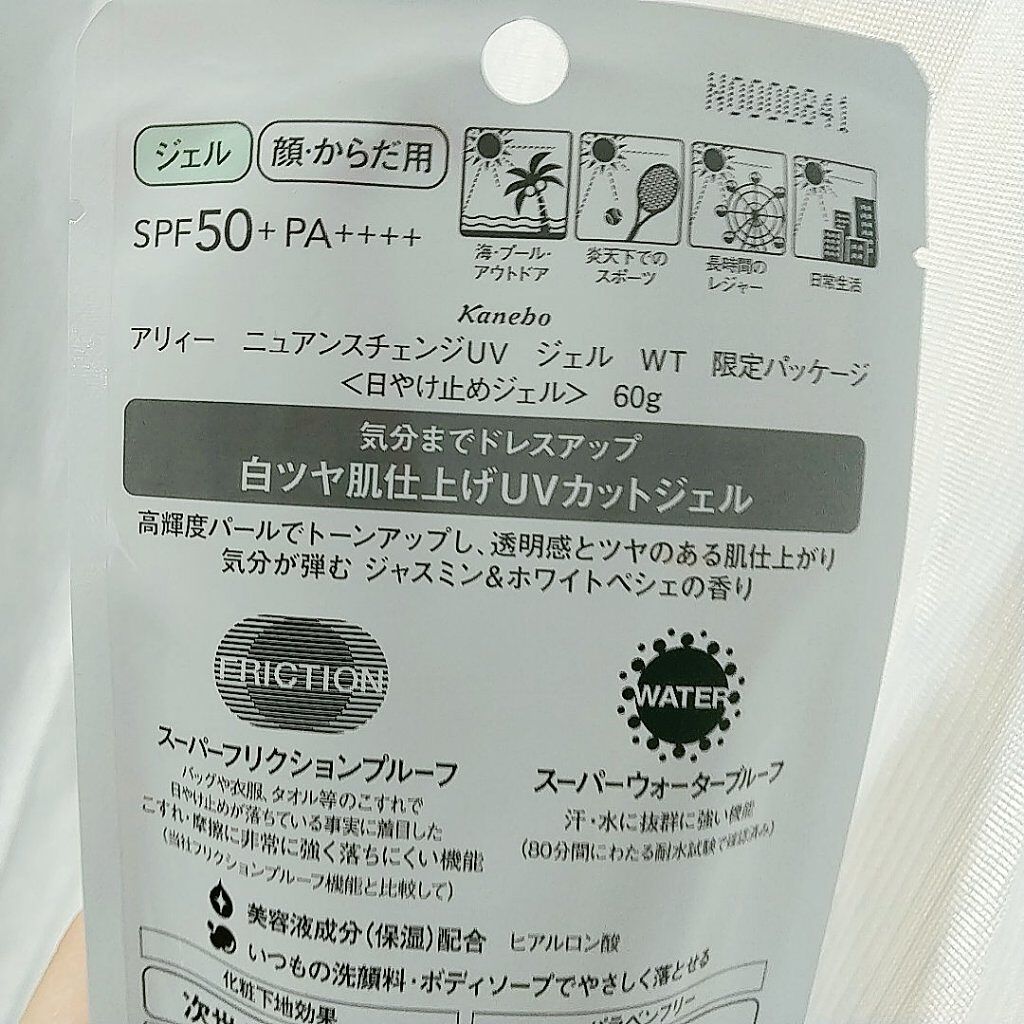 N0000841
ジェル 顔・からだ用
SPF50+ PA++++
海・プール・
アウトドア
炎天下での
スポーツ
長時間の
レジャー
日常生活
Kanebo
アリィー ニュアンスチェンジUV ジェル WT 限定パッケージ
<日やけ止めジェル> 60g
気分までドレスアップ
白ツヤ肌仕上げUVカットジェル
高輝度パールでトーンアップし、透明感とツヤのある肌仕上がり
気分が弾む ジャスミン&ホワイトペシェの香り
FRICTION
スーパーフリクションプルーフ
バッグや衣服、タオル等のこすれで
日やけ止めが落ちている事実に着目した
こすれ・摩擦に非常に強く落ちにくい機能
(当社フリクションプルーフ機能と比較して)
WATER
スーパーウォータープルーフ
汗・水に抜群に強い機能
(80分間にわたる耐水試験で確認済み)
美容液成分(保湿)配合 ヒアルロン酸
いつもの洗顔料・ボディソープでやさしく落とせる
化粧下地効果
パラベンフリー